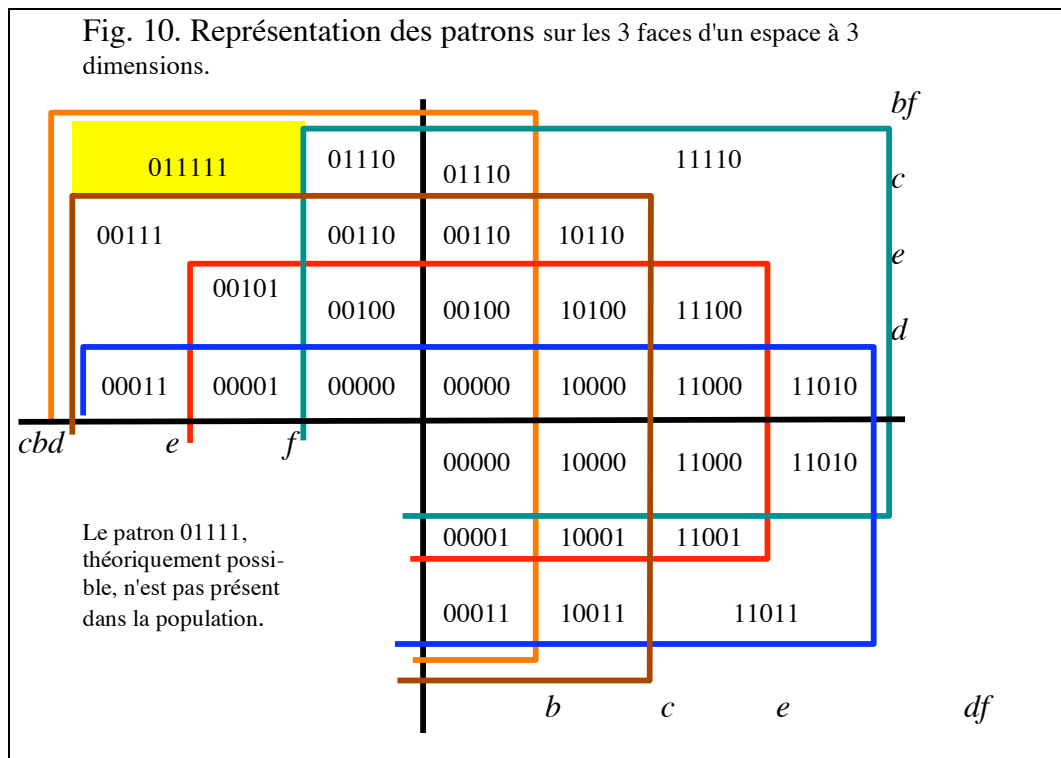 Fig. 10. Représentation des patrons sur les 3 faces d'un espace à 3
dimensions.
bf
011111 01110 01110 11110
c
00111 00110 00110 10110
e
00101 00100 00100 10100 11100
d
00011 00001 00000 00000 10000 11000 11010
cbd e f
00000 10000 11000 11010
Le patron 01111,
théoriquement possi-
ble, n'est pas présent
dans la population.
00001 10001 11001
00011 10011 11011
b c e df